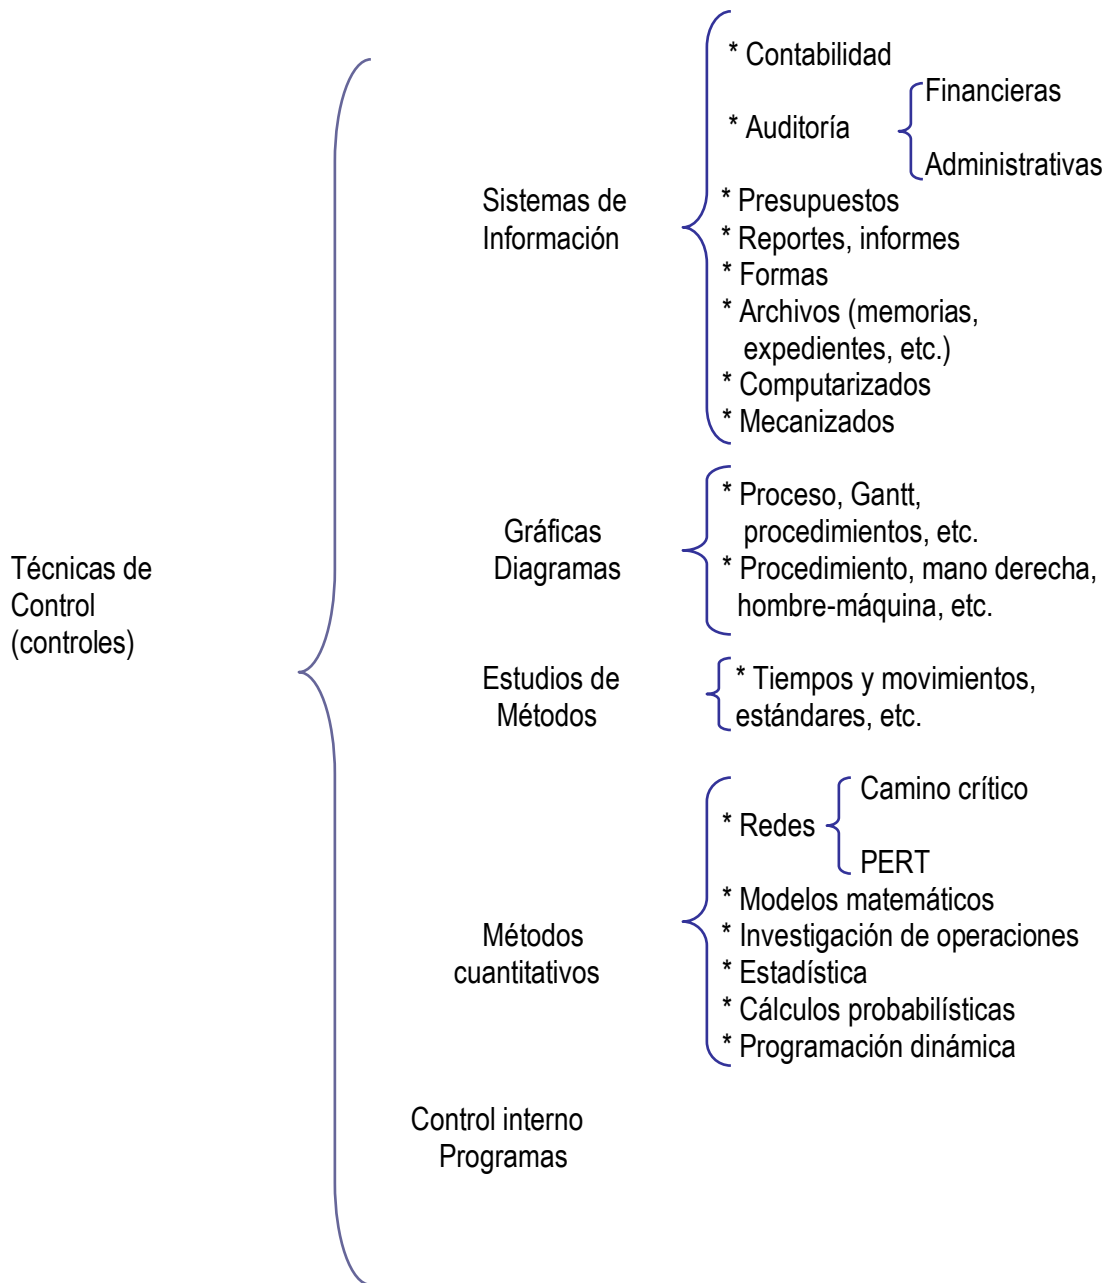 Técnicas de
Control
(controles)
Sistemas de
Información
* Contabilidad
* Auditoría
Financieras
Administrativas
* Presupuestos
* Reportes, informes
* Formas
* Archivos (memorias,
expedientes, etc.)
* Computarizados
* Mecanizados
Gráficas
Diagramas
* Proceso, Gantt,
procedimientos, etc.
* Procedimiento, mano derecha,
hombre-máquina, etc.
Estudios de
Métodos
* Tiempos y movimientos,
estándares, etc.
Métodos
cuantitativos
* Redes
Camino crítico
PERT
* Modelos matemáticos
* Investigación de operaciones
* Estadística
* Cálculos probabilísticas
* Programación dinámica
Control interno
Programas